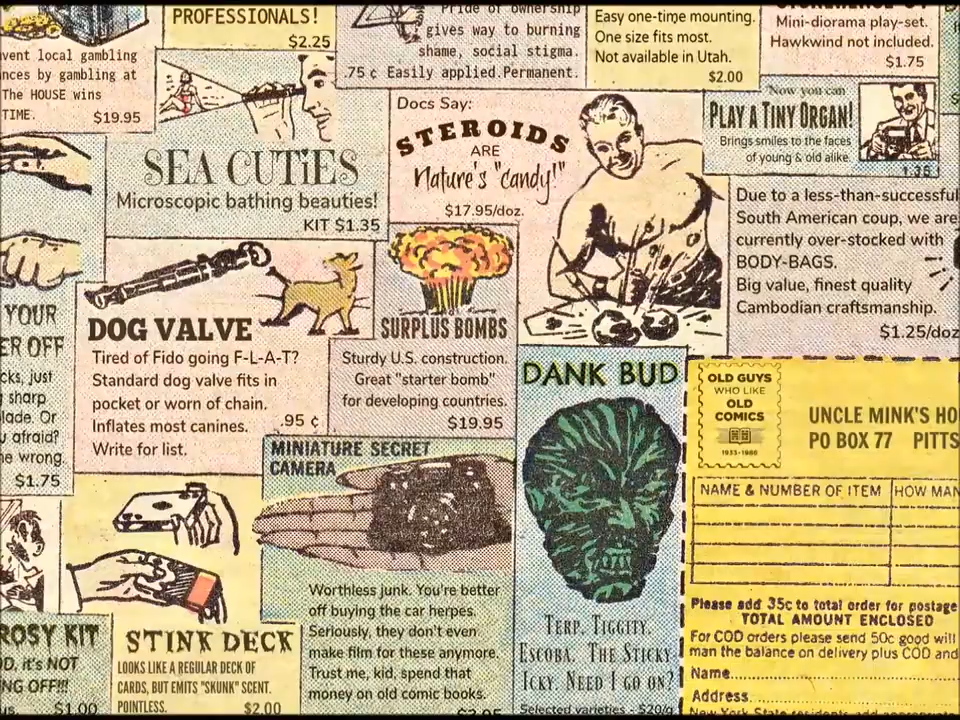 PROFESSIONALS!
$2.25
vent local gambling
nces by gambling at
The HOUSE wins
TIME.
$19.95
Pride of ownership
gives way to burning
shame, social stigma.
.75 ¢ Easily applied.Permanent.
Easy one-time mounting.
One size fits most.
Not available in Utah.
$2.00
Mini-diorama play-set.
Hawkwind not included.
$1.75
SEA CUTiES
Microscopic bathing beauties!
KIT $1.35
Docs Say:
STEROIDS
ARE
Nature's "candy!"
$17.95/doz.
Now you can
PLAY A TINY ORGAN!
Brings smiles to the faces
of young & old alike.
1.35
Due to a less-than-successful
South American coup, we are
currently over-stocked with
BODY-BAGS.
Big value, finest quality
Cambodian craftsmanship.
$1.25/doz
YOUR
ER OFF
cks, just
sharp
lade. Or
u afraid?
e wrong.
$1.75
DOG VALVE
Tired of Fido going F-L-A-T?
Standard dog valve fits in
pocket or worn of chain.
Inflates most canines.
Write for list.
.95 ¢
SURPLUS BOMBS
Sturdy U.S. construction.
Great "starter bomb"
for developing countries.
$19.95
MINIATURE SECRET
CAMERA
Worthless junk. You're better
off buying the car herpes.
Seriously, they don't even
make film for these anymore.
Trust me, kid, spend that
money on old comic books.
DANK BUD
Terp. Tiggity.
Escoba. The Sticky
Icky. Need I go on?
Selected varieties - $20/g
OLD GUYS
WHO LIKE
OLD
COMICS
1933-1986
UNCLE MINK'S HO
PO BOX 77 PITTS
NAME & NUMBER OF ITEM
HOW MAN
Please add 35c to total order for postage
TOTAL AMOUNT ENCLOSED
For COD orders please send 50c good will
man the balance on delivery plus COD and
Name
Address
ROSY KIT
OD, it's NOT
NG OFF!!!
$1.00
STINK DECK
LOOKS LIKE A REGULAR DECK OF
CARDS, BUT EMITS "SKUNK" SCENT.
POINTLESS.
$2.00